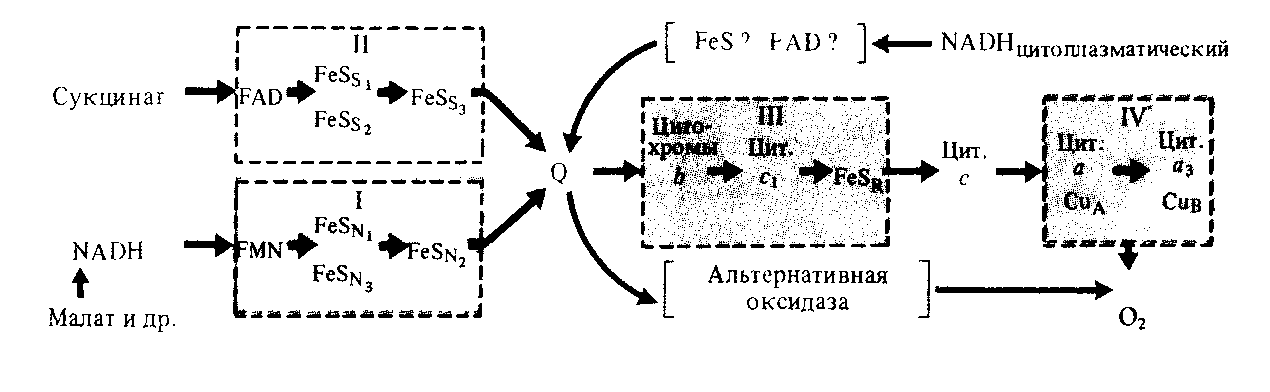 II
[ FeS ? FAD ? ]
NADHцитоплазматический
Сукцинат
FAD
FeSS1
FeSS2
FeSS3
III
Цито-
хромы
b
Цит.
c1
FeSR
Цит.
c
IV
Цит.
a
CuA
Цит.
a3
CuB
Q
I
NADH
FMN
FeSN1
FeSN3
FeSN2
Малат и др.
[ Альтернативная
оксидаза ]
O2